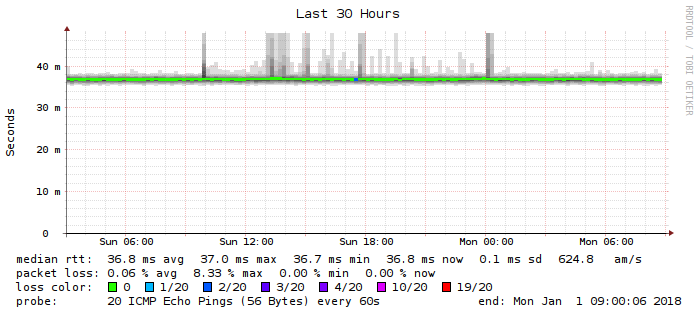 Last 30 Hours
RRDTOOL / TOBI OETIKER
Seconds
40 m
30 m
20 m
10 m
0
Sun 06:00 Sun 12:00 Sun 18:00 Mon 00:00 Mon 06:00
median rtt: 36.8 ms avg 37.0 ms max 36.7 ms min 36.8 ms now 0.1 ms sd 624.8 am/s
packet loss: 0.06 % avg 8.33 % max 0.00 % min 0.00 % now
loss color: 0 1/20 2/20 3/20 4/20 10/20 19/20
probe: 20 ICMP Echo Pings (56 Bytes) every 60s end: Mon Jan 1 09:00:06 2018